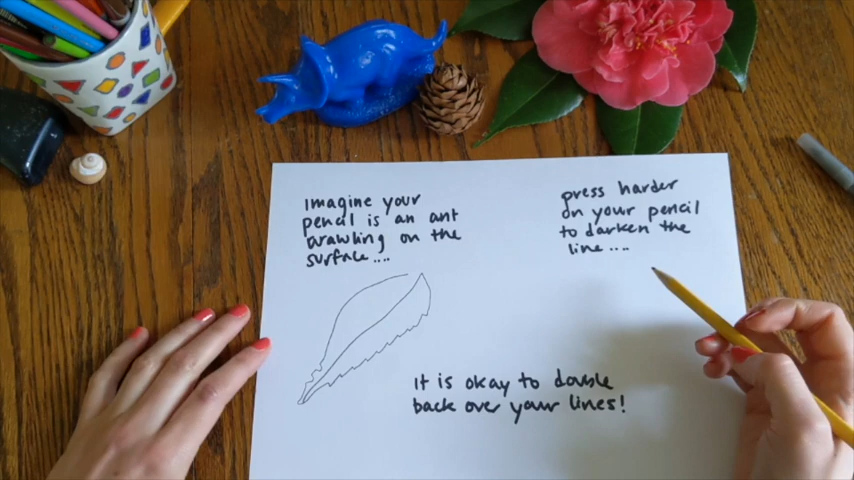 Imagine your
pencil is an ant
crawling on the
surface....
press harder
on your pencil
to darken the
line....
It is okay to double
back over your lines!